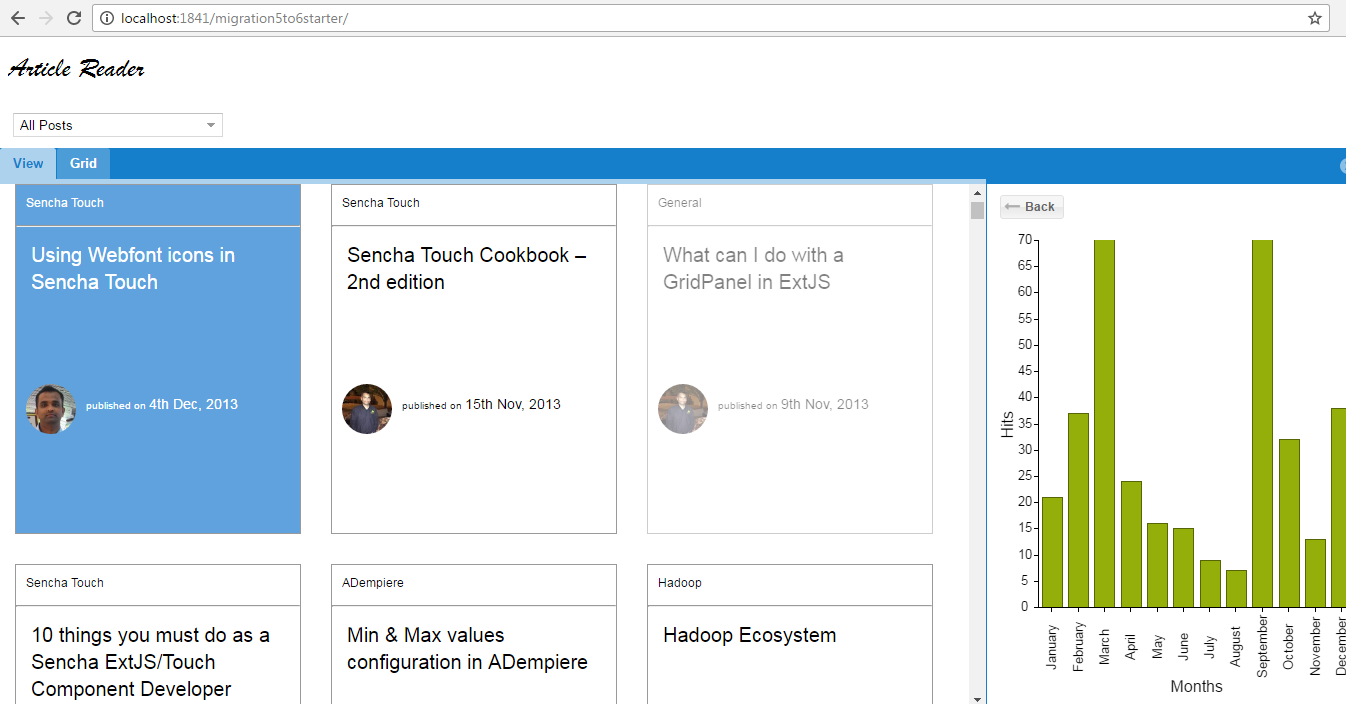 localhost:1841/migration5to6starter/
Article Reader
All Posts
View
Grid
Sencha Touch
Using Webfont icons in
Sencha Touch
published on 4th Dec, 2013
Sencha Touch
Sencha Touch Cookbook –
2nd edition
published on 15th Nov, 2013
General
What can I do with a
GridPanel in ExtJS
published on 9th Nov, 2013
Sencha Touch
10 things you must do as a
Sencha ExtJS/Touch
Component Developer
ADempiere
Min & Max values
configuration in ADempiere
Hadoop
Hadoop Ecosystem
Back
70
65
60
55
50
45
40
35
30
25
20
15
10
5
0
Hits
January
February
March
April
May
June
July
August
September
October
November
December
Months